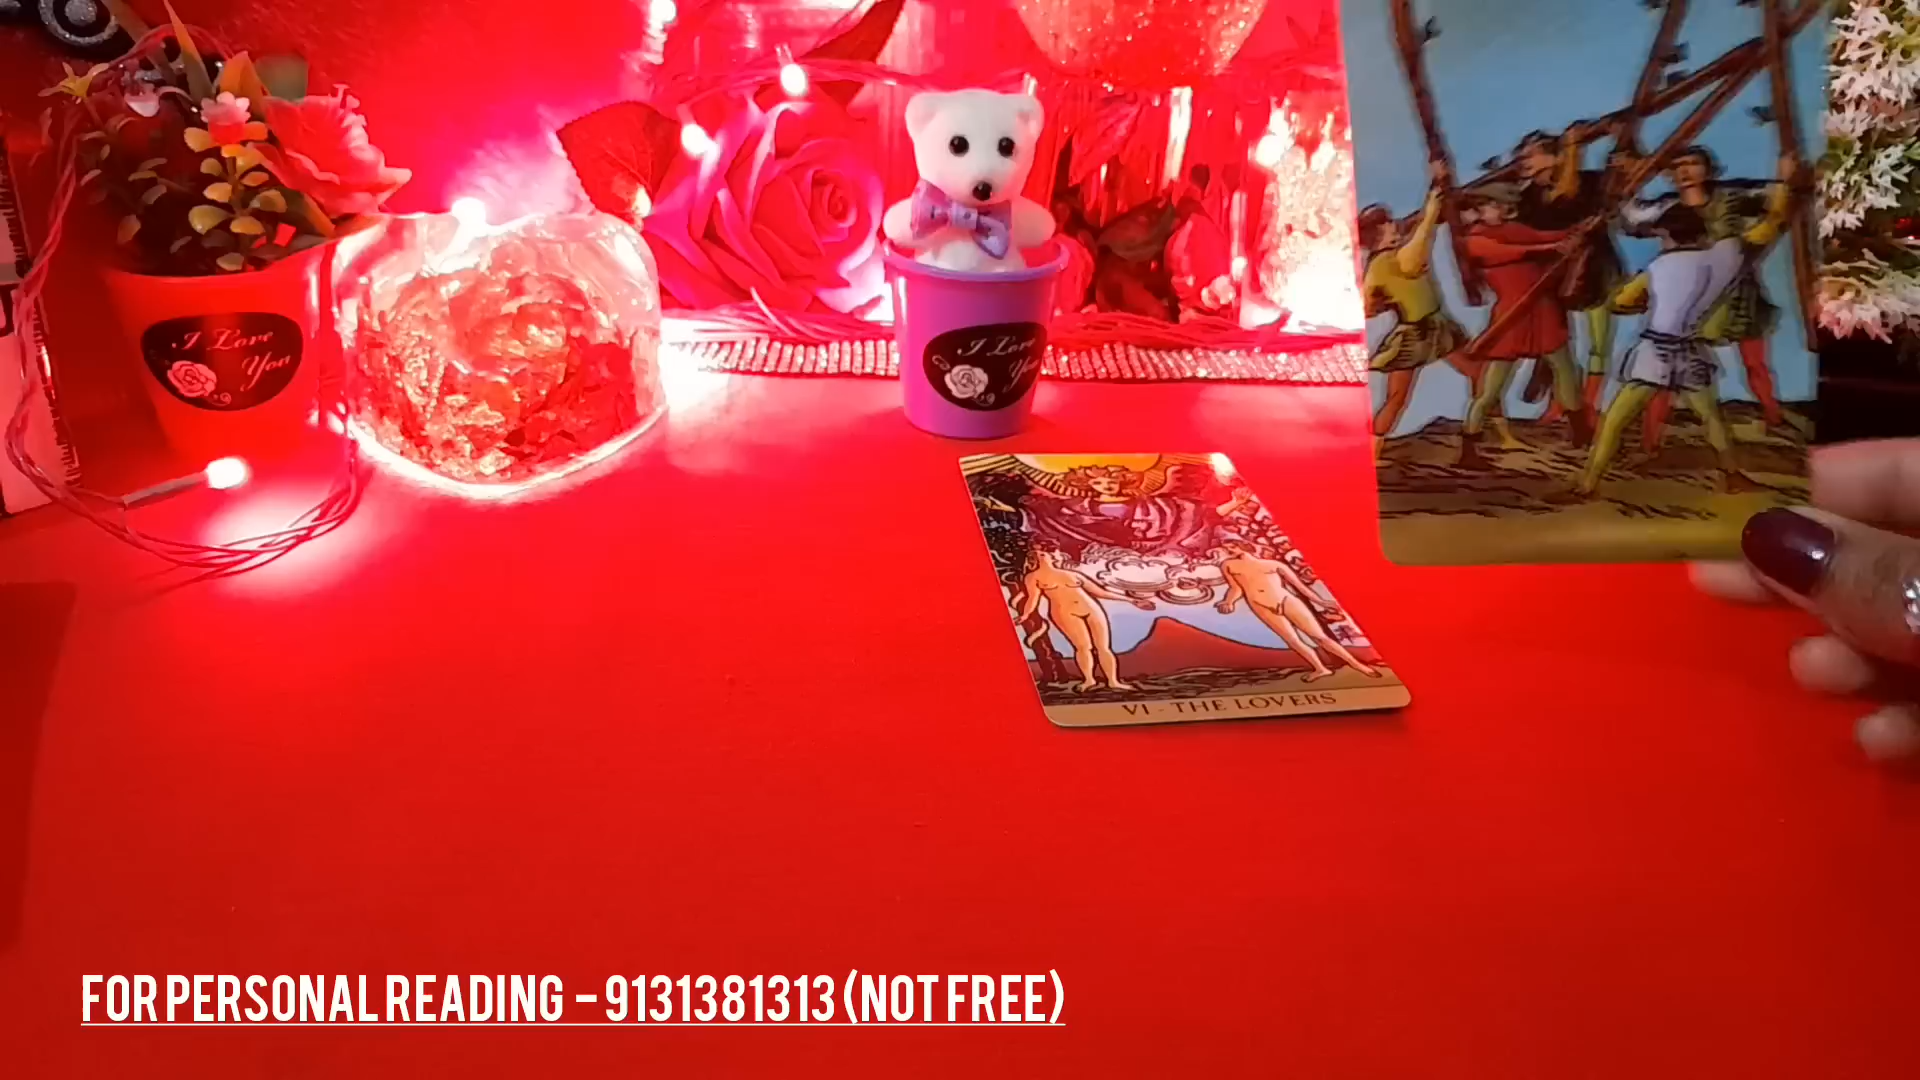 I Love
You
I Love
You
VI - THE LOVERS
FOR PERSONAL READING - 9131381313 (NOT FREE)